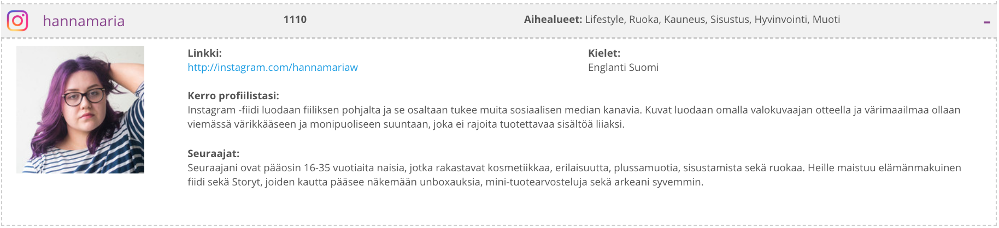 hannamaria 1110 Aihealueet: Lifestyle, Ruoka, Kauneus, Sisustus, Hyvinvointi, Muoti -
Linkki: Kielet:
http://instagram.com/hannamariaw Englanti Suomi
Kerro profiilistasi:
Instagram -fiidi luodaan fiiliksen pohjalta ja se osaltaan tukee muita sosiaalisen median kanavia. Kuvat luodaan omalla valokuvaajan otteella ja värimaailmaa ollaan
viemässä värikkääseen ja monipuoliseen suuntaan, joka ei rajoita tuotettavaa sisältöä liiaksi.
Seuraajat:
Seuraajani ovat pääosin 16-35 vuotiaita naisia, jotka rakastavat kosmetiikkaa, erilaisuutta, plussamuotia, sisustamista sekä ruokaa. Heille maistuu elämänmakuinen
fiidi sekä Storyt, joiden kautta pääsee näkemään unboxauksia, mini-tuotearvosteluja sekä arkeani syvemmin.